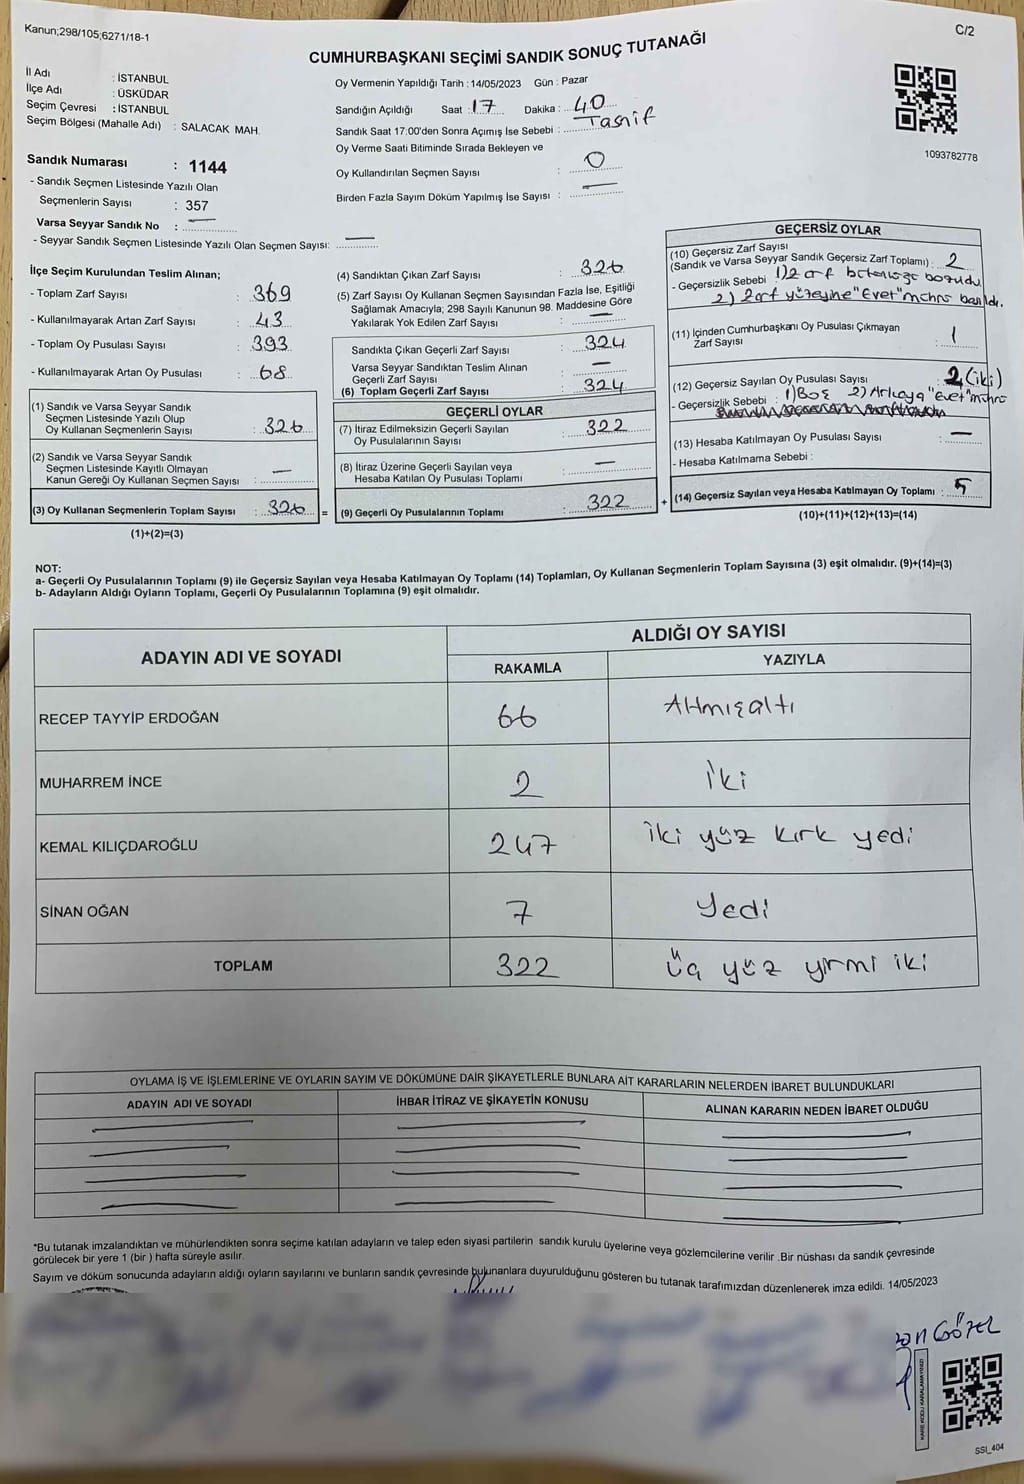 Kanun;298/105;6271/18-1
C/2
CUMHURBAŞKANI SEÇİMİ SANDIK SONUÇ TUTANAĞI
İl Adı : İSTANBUL
İlçe Adı : ÜSKÜDAR
Seçim Çevresi : İSTANBUL
Seçim Bölgesi (Mahalle Adı) : SALACAK MAH.
Oy Vermenin Yapıldığı Tarih : 14/05/2023 Gün : Pazar
Sandığın Açıldığı Saat : 17 Dakika : 40
Sandık Saat 17:00'den Sonra Açımış İse Sebebi : Tasnif
Oy Verme Saati Bitiminde Sırada Bekleyen ve
Oy Kullandırılan Seçmen Sayısı : 0
Birden Fazla Sayım Döküm Yapılmış İse Sayısı : —
1093782778
Sandık Numarası : 1144
- Sandık Seçmen Listesinde Yazılı Olan
Seçmenlerin Sayısı : 357
Varsa Seyyar Sandık No : —
- Seyyar Sandık Seçmen Listesinde Yazılı Olan Seçmen Sayısı: —
İlçe Seçim Kurulundan Teslim Alınan;
- Toplam Zarf Sayısı : 369
- Kullanılmayarak Artan Zarf Sayısı : 43
- Toplam Oy Pusulası Sayısı : 393
- Kullanılmayarak Artan Oy Pusulası : 68
(1) Sandık ve Varsa Seyyar Sandık
Seçmen Listesinde Yazılı Olup
Oy Kullanan Seçmenlerin Sayısı : 326
(2) Sandık ve Varsa Seyyar Sandık
Seçmen Listesinde Kayıtlı Olmayan
Kanun Gereği Oy Kullanan Seçmen Sayısı : —
(3) Oy Kullanan Seçmenlerin Toplam Sayısı : 326 =
(1)+(2)=(3)
(4) Sandıktan Çıkan Zarf Sayısı : 326
(5) Zarf Sayısı Oy Kullanan Seçmen Sayısından Fazla İse, Eşitliği
Sağlamak Amacıyla; 298 Sayılı Kanunun 98. Maddesine Göre
Yakılarak Yok Edilen Zarf Sayısı : —
Sandıkta Çıkan Geçerli Zarf Sayısı : 324
Varsa Seyyar Sandıktan Teslim Alınan
Geçerli Zarf Sayısı : —
(6) Toplam Geçerli Zarf Sayısı : 324
GEÇERLİ OYLAR
(7) İtiraz Edilmeksizin Geçerli Sayılan
Oy Pusulalarının Sayısı : 322
(8) İtiraz Üzerine Geçerli Sayılan veya
Hesaba Katılan Oy Pusulası Toplamı : —
(9) Geçerli Oy Pusulalarının Toplamı : 322 +
GEÇERSİZ OYLAR
(10) Geçersiz Zarf Sayısı
(Sandık ve Varsa Seyyar Sandık Geçersiz Zarf Toplamı) : 2
- Geçersizlik Sebebi : 1) Zarf bütünlüğü bozuldu.
2) Zarf yüzeyine "Evet" mührü basıldı.
(11) İçinden Cumhurbaşkanı Oy Pusulası Çıkmayan
Zarf Sayısı : 1
(12) Geçersiz Sayılan Oy Pusulası Sayısı : 2 (iki)
- Geçersizlik Sebebi : 1) Boş 2) Arkaya "Evet" mührü
(13) Hesaba Katılmayan Oy Pusulası Sayısı : —
- Hesaba Katılmama Sebebi :
(14) Geçersiz Sayılan veya Hesaba Katılmayan Oy Toplamı : 5
(10)+(11)+(12)+(13)=(14)
NOT:
a- Geçerli Oy Pusulalarının Toplamı (9) ile Geçersiz Sayılan veya Hesaba Katılmayan Oy Toplamı (14) Toplamları, Oy Kullanan Seçmenlerin Toplam Sayısına (3) eşit olmalıdır. (9)+(14)=(3)
b- Adayların Aldığı Oyların Toplamı, Geçerli Oy Pusulalarının Toplamına (9) eşit olmalıdır.
ADAYIN ADI VE SOYADI
ALDIĞI OY SAYISI
RAKAMLA YAZIYLA
RECEP TAYYİP ERDOĞAN 66 Altmışaltı
MUHARREM İNCE 2 İki
KEMAL KILIÇDAROĞLU 247 İki yüz kırk yedi
SİNAN OĞAN 7 Yedi
TOPLAM 322 üç yüz yirmi iki
OYLAMA İŞ VE İŞLEMLERİNE VE OYLARIN SAYIM VE DÖKÜMÜNE DAİR ŞİKAYETLERLE BUNLARA AİT KARARLARIN NELERDEN İBARET BULUNDUKLARI
ADAYIN ADI VE SOYADI İHBAR İTİRAZ VE ŞİKAYETİN KONUSU ALINAN KARARIN NEDEN İBARET OLDUĞU
*Bu tutanak imzalandıktan ve mühürlendikten sonra seçime katılan adayların ve talep eden siyasi partilerin sandık kurulu üyelerine veya gözlemcilerine verilir .Bir nüshası da sandık çevresinde
görülecek bir yere 1 (bir ) hafta süreyle asılır.
Sayım ve döküm sonucunda adayların aldığı oyların sayılarını ve bunların sandık çevresinde bulunanlara duyurulduğunu gösteren bu tutanak tarafımızdan düzenlenerek imza edildi. 14/05/2023
GÖZEL
KARE KODU KARALAMAYINIZ!
SSI_404